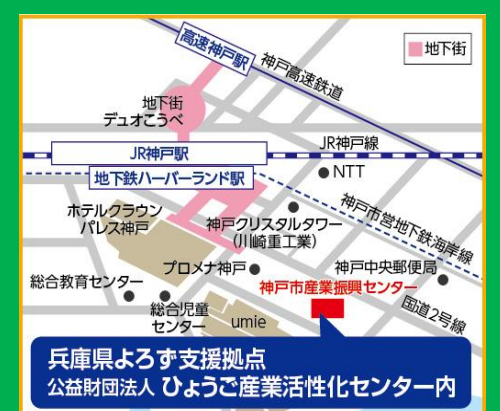 高速神戸駅
神戸高速鉄道
地下街
地下街
デュオこうべ
JR神戸線
JR神戸駅
NTT
地下鉄ハーバーランド駅
神戸市営地下鉄海岸線
ホテルクラウン
パレス神戸
神戸クリスタルタワー
(川崎重工業)
プロメナ神戸
神戸中央郵便局
総合教育センター
神戸市産業振興センター
国道2号線
総合児童
センター
umie
兵庫県よろず支援拠点
公益財団法人 ひょうご産業活性化センター内